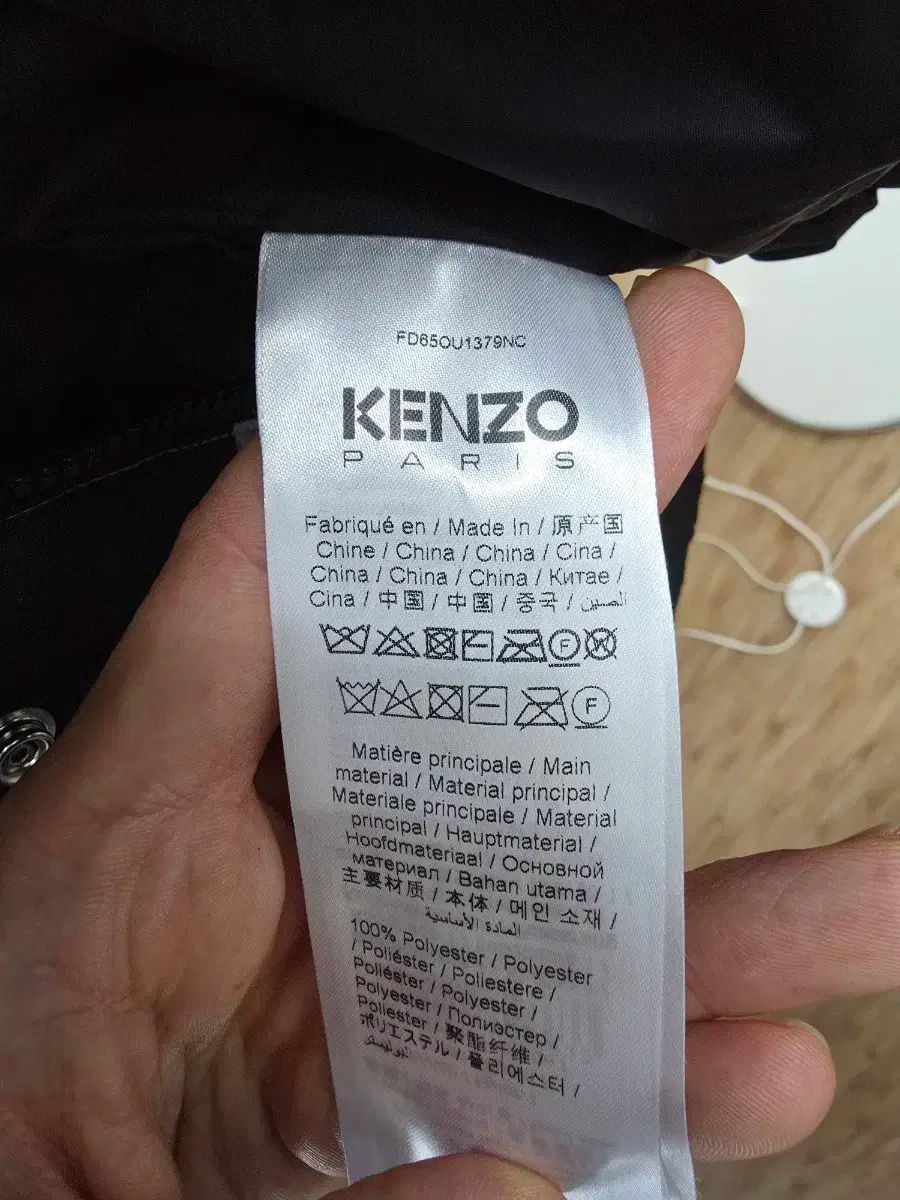 FD65OU1379NC
KENZO
PARIS
Fabriqué en / Made In / 原产国
Chine / China / China / Cina /
China / China / China / Китае /
Cina / 中国 / 中国 / 중국 / الصين
F W
F
Matière principale / Main
material / Material principal /
Materiale principale / Material
principal / Hauptmaterial /
Hoofdmateriaal / Основной
материал / Bahan utama /
主要材质 / 本体 / 메인 소재 /
المادة الأساسية
100% Polyester / Polyester
/ Poliéster / Poliestere /
Poliéster / Polyester /
Polyester / Полиэстер /
Poliester / 聚酯纤维 /
ポリエステル / 폴리에스터 /
البوليستر